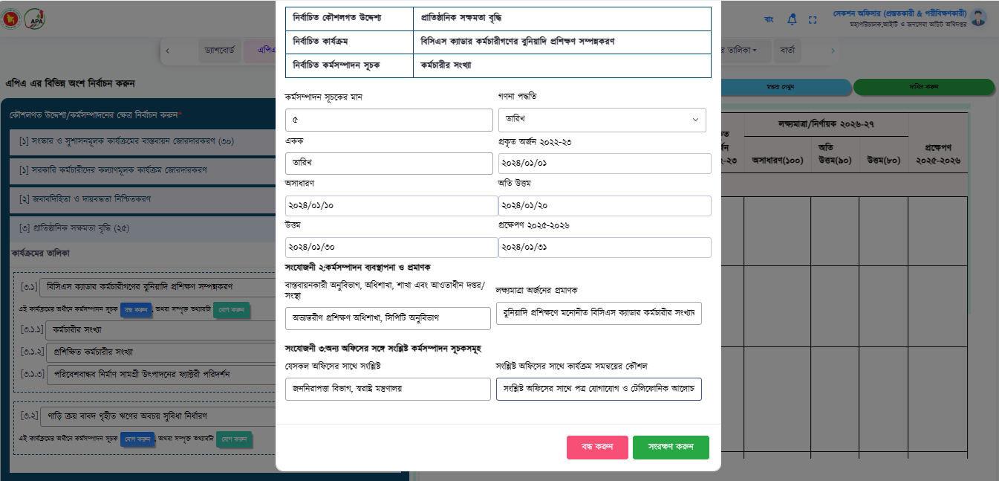 APA
বাং
সেকশন অফিসার (প্রস্ততকারী & পরীবিক্ষণকারী)
মহাপরিচালক,আইটি ও জনসেবা অডিট অধিদপ্তর
ড্যাশবোর্ড
এপিএ
র তালিকা
বার্তা
এপিএ এর বিভিন্ন অংশ নির্বাচন করুন
মন্তব্য দেখুন
দাখিল করুন
কৌশলগত উদ্দেশ্য/কর্মসম্পাদনের ক্ষেত্র নির্বাচন করুন*
[১] সংস্কার ও সুশাসনমূলক কার্যক্রমের বাস্তবায়ন জোরদারকরণ (৩০)
[১] সরকারি কর্মচারীদের কল্যাণমূলক কার্যক্রম জোরদারকরণ
[২] জবাবদিহিতা ও দায়বদ্ধতা নিশ্চিতকরণ
[৩] প্রাতিষ্ঠানিক সক্ষমতা বৃদ্ধি (২৫)
কার্যক্রমের তালিকা
[৩.১] বিসিএস ক্যাডার কর্মচারীগণের বুনিয়াদি প্রশিক্ষণ সম্পন্নকরণ
এই কার্যক্রমের অধীনে কর্মসম্পাদন সূচক বন্ধ করুন , অথবা সম্পৃক্ত তথ্যাবলি যোগ করুন
[৩.১.১] কর্মচারীর সংখ্যা
[৩.১.২] প্রশিক্ষিত কর্মচারীর সংখ্যা
[৩.১.৩] পরিবেশবান্ধব নির্মাণ সামগ্রী উৎপাদনের ফ্যাক্টরী পরিদর্শন
[৩.২] গাড়ি ক্রয় বাবদ গৃহীত ঋণের অবচয় সুবিধা নির্ধারণ
এই কার্যক্রমের অধীনে কর্মসম্পাদন সূচক যোগ করুন , অথবা সম্পৃক্ত তথ্যাবলি যোগ করুন
নির্বাচিত কৌশলগত উদ্দেশ্য প্রাতিষ্ঠানিক সক্ষমতা বৃদ্ধি
নির্বাচিত কার্যক্রম বিসিএস ক্যাডার কর্মচারীগণের বুনিয়াদি প্রশিক্ষণ সম্পন্নকরণ
নির্বাচিত কর্মসম্পাদন সূচক কর্মচারীর সংখ্যা
কর্মসম্পাদন সূচকের মান
গণনা পদ্ধতি
৫
তারিখ
একক
প্রকৃত অর্জন ২০২২-২৩
তারিখ
২০২৪/০১/০১
অসাধারণ
অতি উত্তম
২০২৪/০১/১০
২০২৪/০১/২০
উত্তম
প্রক্ষেপণ ২০২৫-২০২৬
২০২৪/০১/৩০
২০২৪/০১/৩১
সংযোজনী ২:কর্মসম্পাদন ব্যবস্থাপনা ও প্রমাণক
বাস্তবায়নকারী অনুবিভাগ, অধিশাখা, শাখা এবং আওতাধীন দপ্তর/
সংস্থা
লক্ষ্যমাত্রা অর্জনের প্রমাণক
অভ্যন্তরীণ প্রশিক্ষণ অধিশাখা, সিপিটি অনুবিভাগ
বুনিয়াদি প্রশিক্ষণে মনোনীত বিসিএস ক্যাডার কর্মচারীর সংখ্যার
সংযোজনী ৩:অন্য অফিসের সঙ্গে সংশ্লিষ্ট কর্মসম্পাদন সূচকসমূহ
যেসকল অফিসের সাথে সংশ্লিষ্ট
সংশ্লিষ্ট অফিসের সাথে কার্যক্রম সমন্বয়ের কৌশল
জননিরাপত্তা বিভাগ, স্বরাষ্ট্র মন্ত্রণালয়
সংশ্লিষ্ট অফিসের সাথে পত্র যোগাযোগ ও টেলিফোনিক আলোচ
বন্ধ করুন
সংরক্ষণ করুন
লক্ষ্যমাত্রা/নির্ণায়ক ২০২৬-২৭
অসাধারণ(১০০)
অতি
উত্তম(৯০)
উত্তম(৮০)
প্রক্ষেপণ
২০২৫-২০২৬